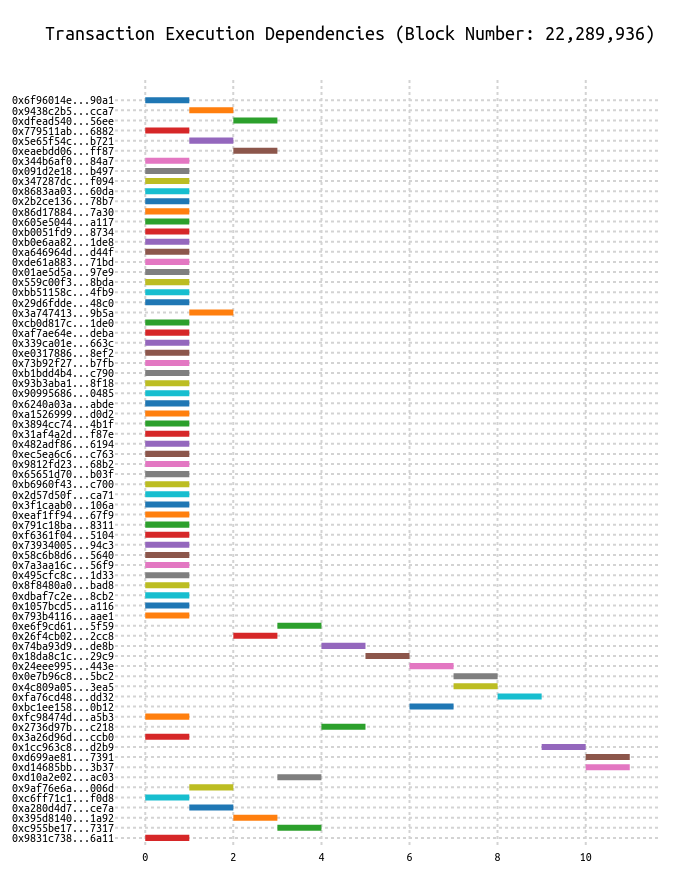 Transaction Execution Dependencies (Block Number: 22,289,936)
0x6f96014e...90a1
0x9438c2b5...cca7
0xdfead540...56ee
0x779511ab...6882
0x5e65f54c...b721
0xeaebdd06...ff87
0x344b6af0...84a7
0x091d2e18...b497
0x347287dc...f094
0x8683aa03...60da
0x2b2ce136...78b7
0x86d17884...7a30
0x605e5044...a117
0xb0051fd9...8734
0xb0e6aa82...1de8
0xa646964d...d44f
0xde61a883...71bd
0x01ae5d5a...97e9
0x559c00f3...8bda
0xbb51158c...4fb9
0x29d6fdde...48c0
0x3a747413...9b5a
0xcb0d817c...1de0
0xaf7ae64e...deba
0x339ca01e...663c
0xe0317886...8ef2
0x73b92f27...b7fb
0xb1bdd4b4...c790
0x93b3aba1...8f18
0x90995686...0485
0x6240a03a...abde
0xa1526999...d0d2
0x3894cc74...4b1f
0x31af4a2d...f87e
0x482adf86...6194
0xec5ea6c6...c763
0x9812fd23...68b2
0x65651d70...b03f
0xb6960f43...c700
0x2d57d50f...ca71
0x3f1caab0...106a
0xeaf1ff94...67f9
0x791c18ba...8311
0xf6361f04...5104
0x73934005...94c3
0x58c6b8d6...5640
0x7a3aa16c...56f9
0x495cfc8c...1d33
0x8f8480a0...bad8
0xdbaf7c2e...8cb2
0x1057bcd5...a116
0x793b4116...aae1
0xe6f9cd61...5f59
0x26f4cb02...2cc8
0x74ba93d9...de8b
0x18da8c1c...29c9
0x24eee995...443e
0x0e7b96c8...5bc2
0x4c809a05...3ea5
0xfa76cd48...dd32
0xbc1ee158...0b12
0xfc98474d...a5b3
0x2736d97b...c218
0x3a26d96d...ccb0
0x1cc963c8...d2b9
0xd699ae81...7391
0xd14685bb...3b37
0xd10a2e02...ac03
0x9af76e6a...006d
0xc6ff71c1...f0d8
0xa280d4d7...ce7a
0x395d8140...1a92
0xc955be17...7317
0x9831c738...6a11
0 2 4 6 8 10